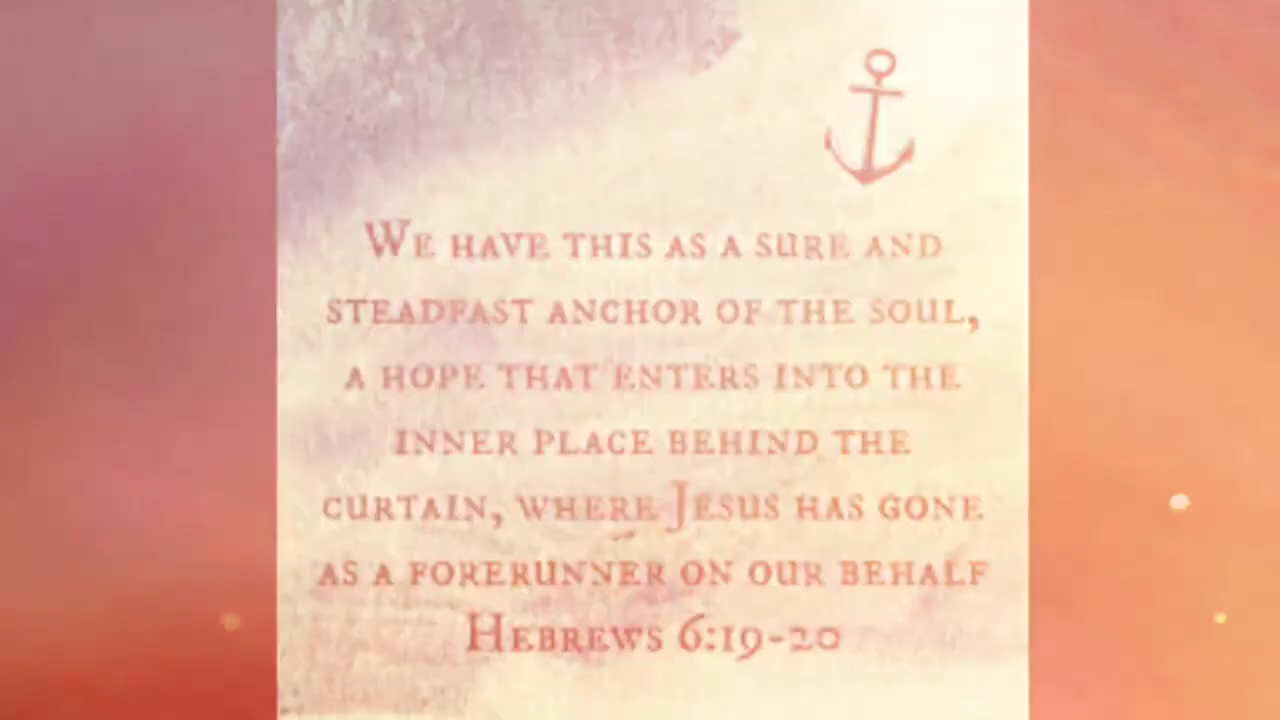 We have this as a sure and
steadfast anchor of the soul,
a hope that enters into the
inner place behind the
curtain, where Jesus has gone
as a forerunner on our behalf
Hebrews 6:19-20